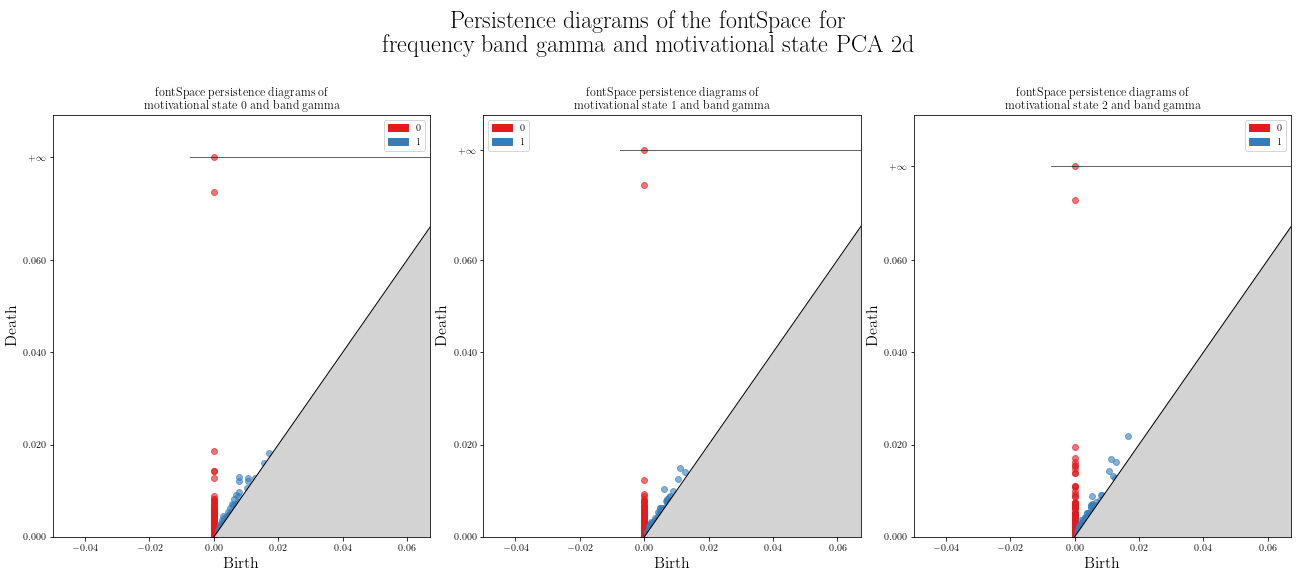 Persistence diagrams of the fontSpace for
frequency band gamma and motivational state PCA 2d
fontSpace persistence diagrams of
motivational state 0 and band gamma
0
1
+∞
0.060
0.040
0.020
0.000
Death
−0.04
−0.02
0.00
0.02
0.04
0.06
Birth
fontSpace persistence diagrams of
motivational state 1 and band gamma
0
1
+∞
0.060
0.040
0.020
0.000
Death
−0.04
−0.02
0.00
0.02
0.04
0.06
Birth
fontSpace persistence diagrams of
motivational state 2 and band gamma
0
1
+∞
0.060
0.040
0.020
0.000
Death
−0.04
−0.02
0.00
0.02
0.04
0.06
Birth